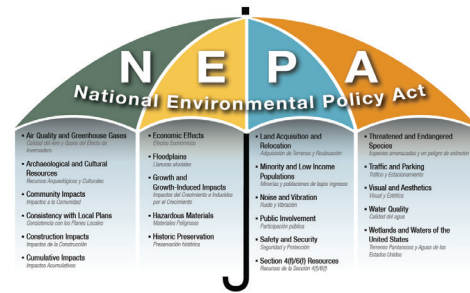 N E P A
National Environmental Policy Act
• Air Quality and Greenhouse Gases
Calidad del Aire y Gases del Efecto de
Invernadero
• Archaeological and Cultural
Resources
Recursos Arqueológicos y Culturales
• Community Impacts
Impactos a la Comunidad
• Consistency with Local Plans
Consistencia con los Planes Locales
• Construction Impacts
Impactos de la Construcción
• Cumulative Impacts
Impactos Acumulativos
• Economic Effects
Efectos Económicos
• Floodplains
Llanuras aluviales
• Growth and
Growth-Induced Impacts
Impactos del Crecimiento e Inducidos
por el Crecimiento
• Hazardous Materials
Materiales Peligrosos
• Historic Preservation
Preservación histórica
• Land Acquisition and
Relocation
Adquisición de Terrenos y Reubicación
• Minority and Low Income
Populations
Minorías y poblaciones de bajos ingresos
• Noise and Vibration
Ruido y Vibración
• Public Involvement
Participación pública
• Safety and Security
Seguridad y Protección
• Section 4(f)/6(f) Resources
Recursos de la Sección 4(f)/6(f)
• Threatened and Endangered
Species
Especies amenazadas y en peligro de extinción
• Traffic and Parking
Tráfico y Estacionamiento
• Visual and Aesthetics
Visual y Estética
• Water Quality
Calidad del agua
• Wetlands and Waters of the
United States
Terrenos Pantanosos y Aguas de los
Estados Unidos